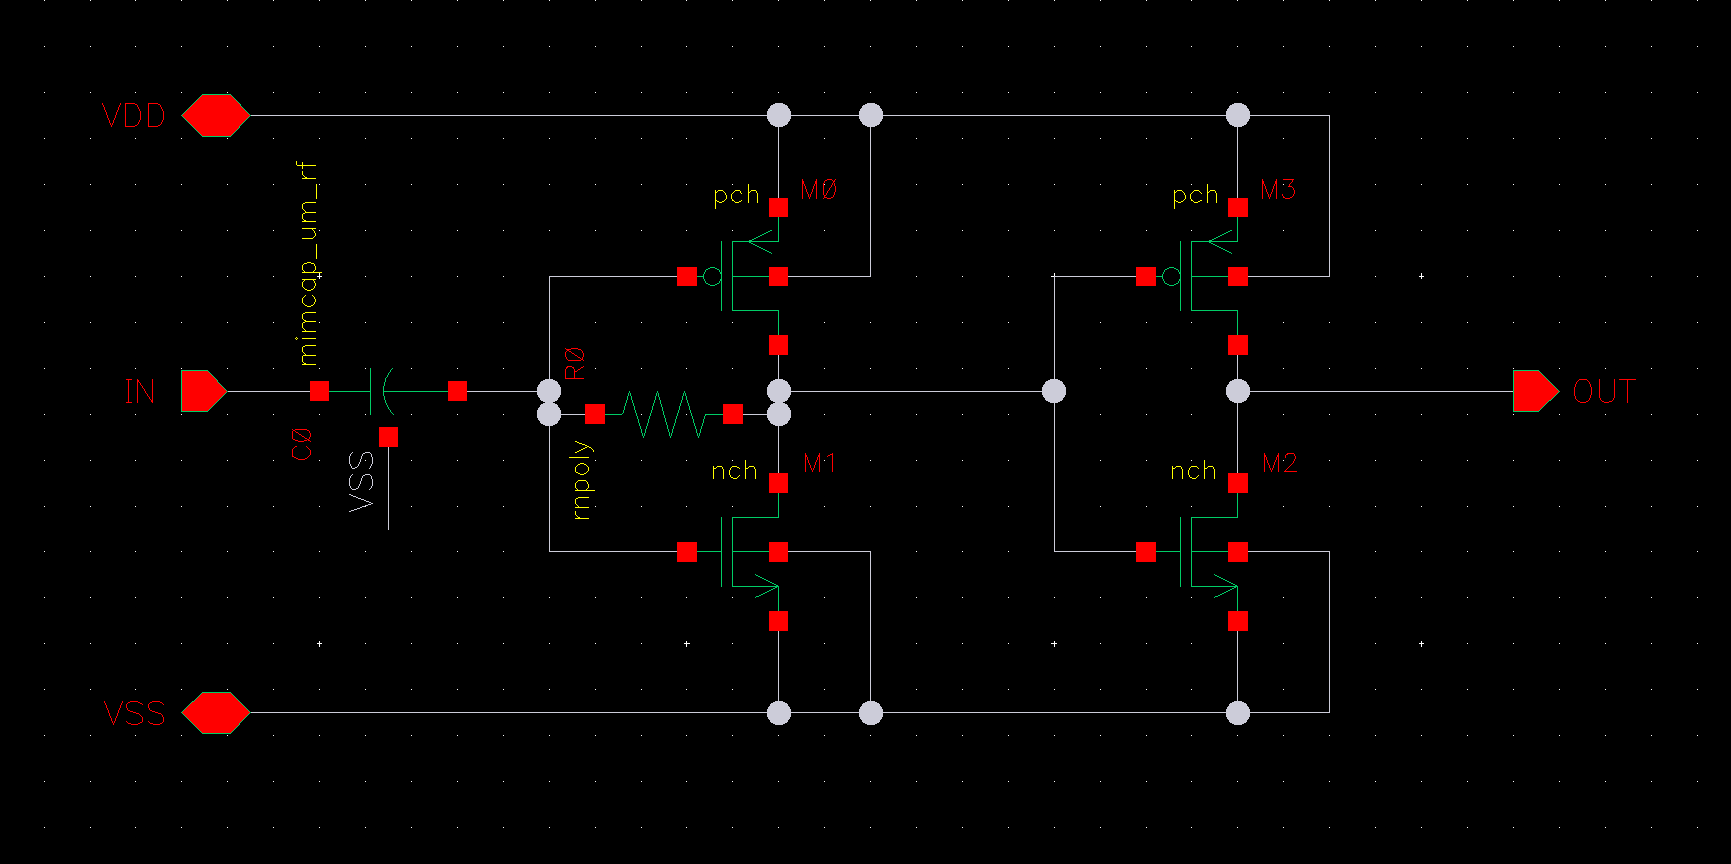 VDD
mimcap_um_rf
pch
M0
pch
M3
IN
C0
VSS
R0
rnpoly
nch
M1
nch
M2
OUT
VSS